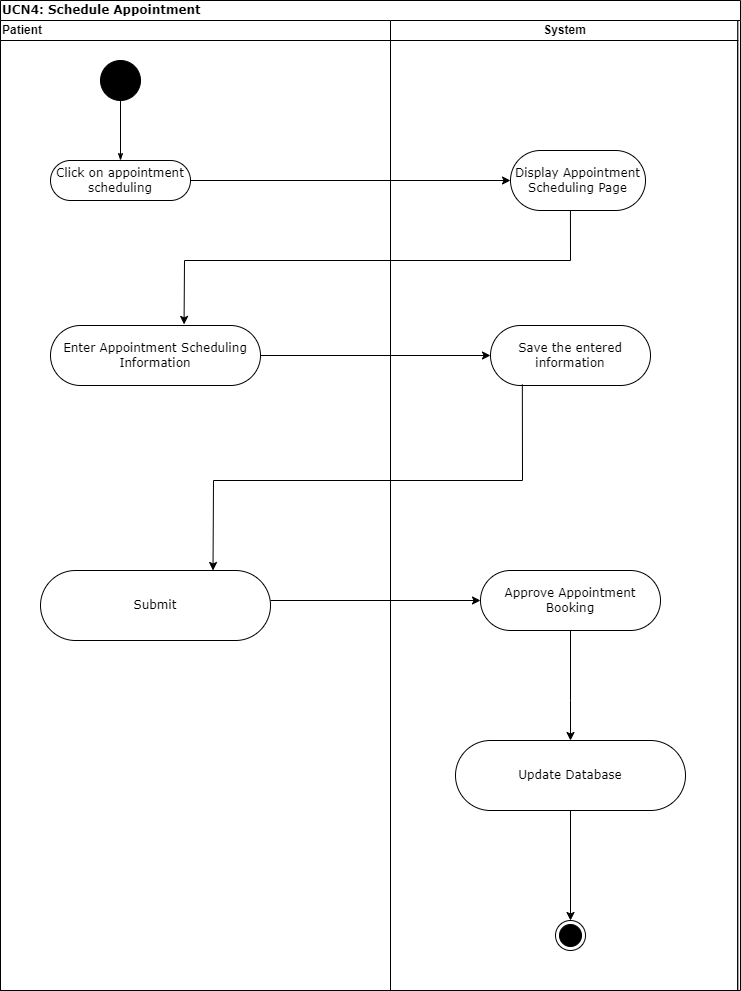 UCN4: Schedule Appointment
Patient
System
Click on appointment
scheduling
Display Appointment
Scheduling Page
Enter Appointment Scheduling
Information
Save the entered
information
Submit
Approve Appointment
Booking
Update Database